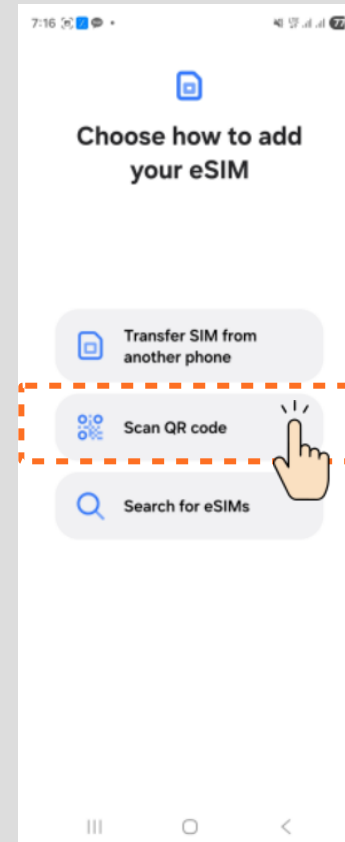 7:16
77
Choose how to add
your eSIM
Transfer SIM from
another phone
Scan QR code
Search for eSIMs